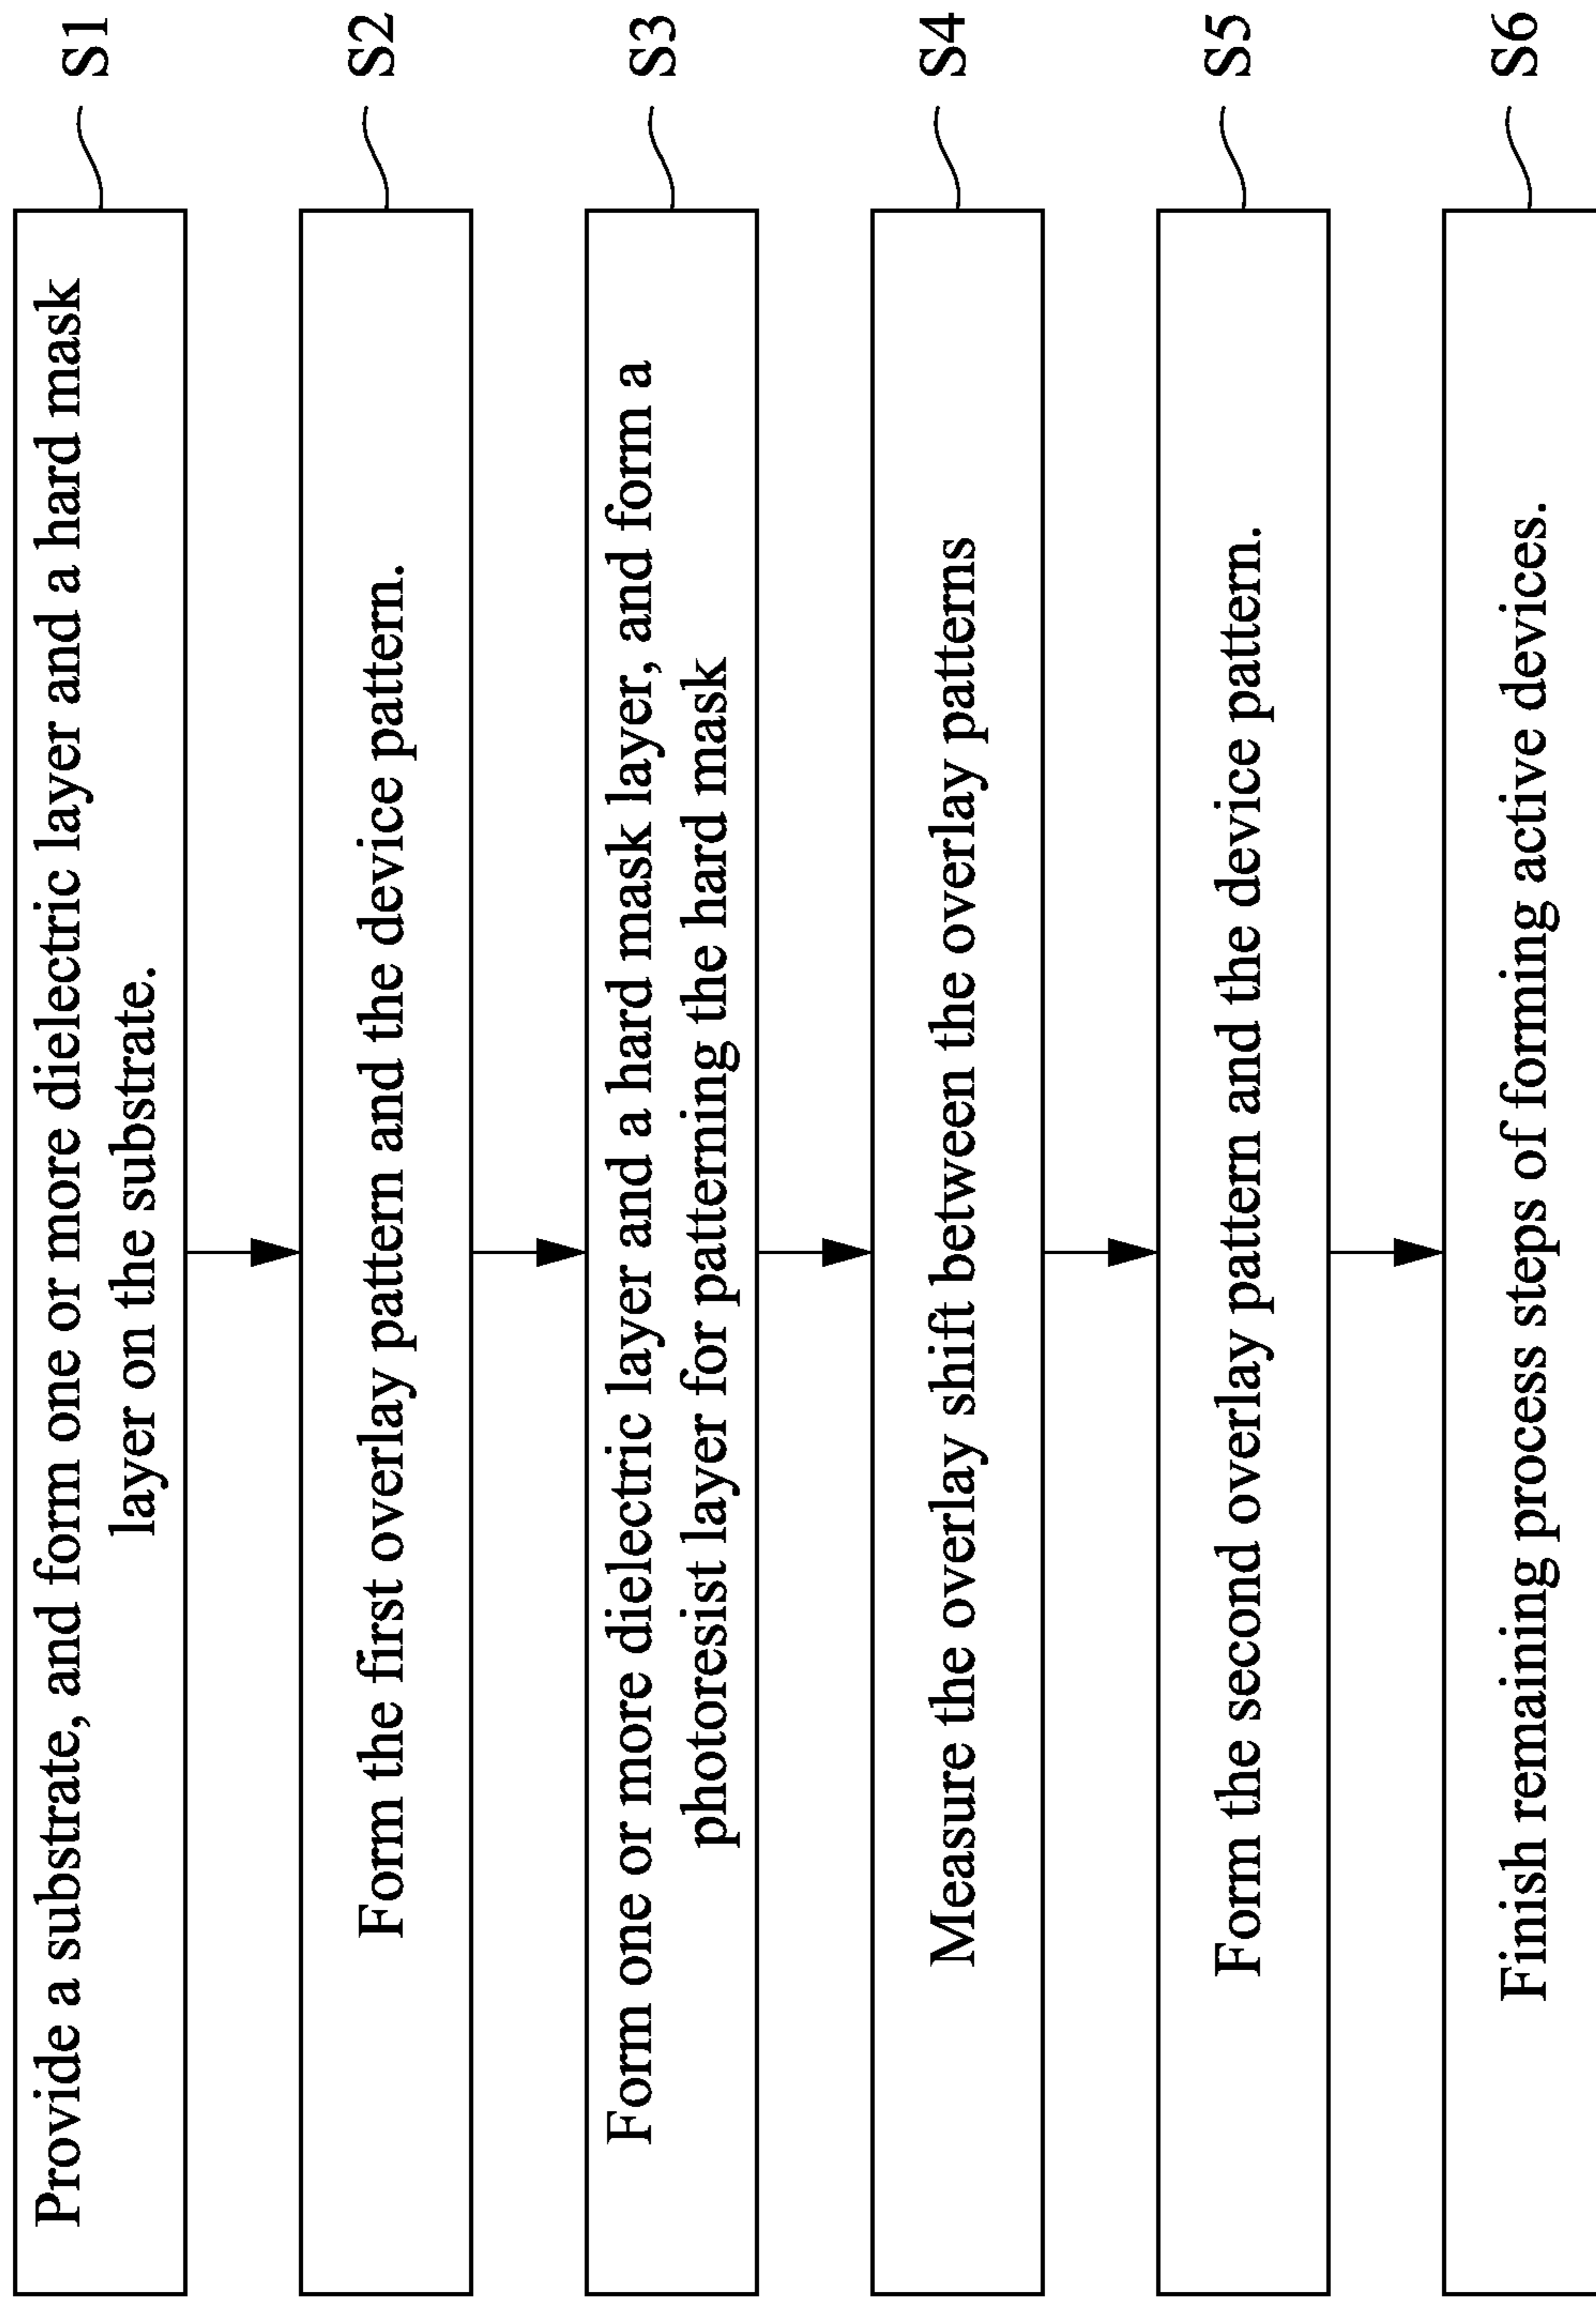 Provide a substrate, and form one or more dielectric layer and a hard mask
layer on the substrate.
S1
Form the first overlay pattern and the device pattern.
S2
Form one or more dielectric layer and a hard mask layer, and form a
photoresist layer for patterning the hard mask
S3
Measure the overlay shift between the overlay patterns
S4
Form the second overlay pattern and the device pattern.
S5
Finish remaining process steps of forming active devices.
S6